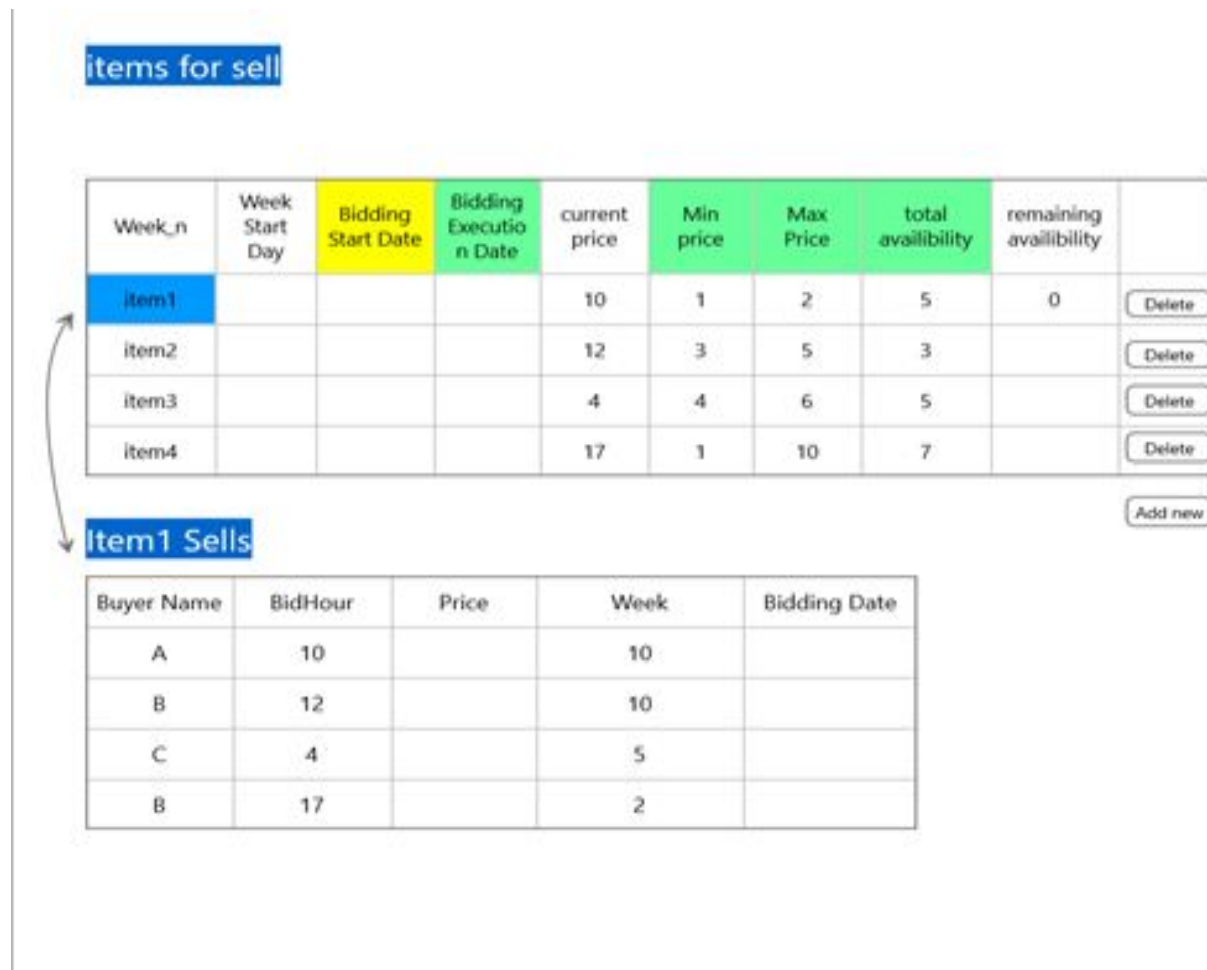 items for sell
Week_n Week Start Day Bidding Start Date Bidding Executio n Date current price Min price Max Price total availibility remaining availibility
item1 10 1 2 5 0 Delete
item2 12 3 5 3 Delete
item3 4 4 6 5 Delete
item4 17 1 10 7 Delete
Add new
Item1 Sells
Buyer Name BidHour Price Week Bidding Date
A 10 10
B 12 10
C 4 5
B 17 2